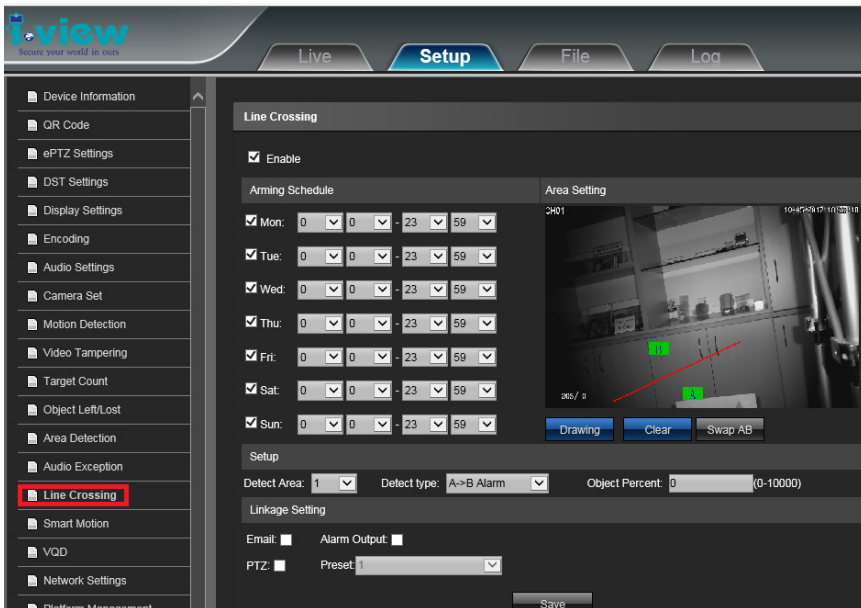 i-view
Secure your world in ours
Live
Setup
File
Log
Device Information
QR Code
ePTZ Settings
DST Settings
Display Settings
Encoding
Audio Settings
Camera Set
Motion Detection
Video Tampering
Target Count
Object Left/Lost
Area Detection
Audio Exception
Line Crossing
Smart Motion
VQD
Network Settings
Platform Management
Line Crossing
Enable
Arming Schedule
Mon: 0 0 - 23 59
Tue: 0 0 - 23 59
Wed: 0 0 - 23 59
Thu: 0 0 - 23 59
Fri: 0 0 - 23 59
Sat: 0 0 - 23 59
Sun: 0 0 - 23 59
Area Setting
CH01
B
A
Drawing
Clear
Swap AB
Setup
Detect Area: 1 Detect type: A->B Alarm Object Percent: 0 (0-10000)
Linkage Setting
Email: Alarm Output:
PTZ: Preset: 1
Save